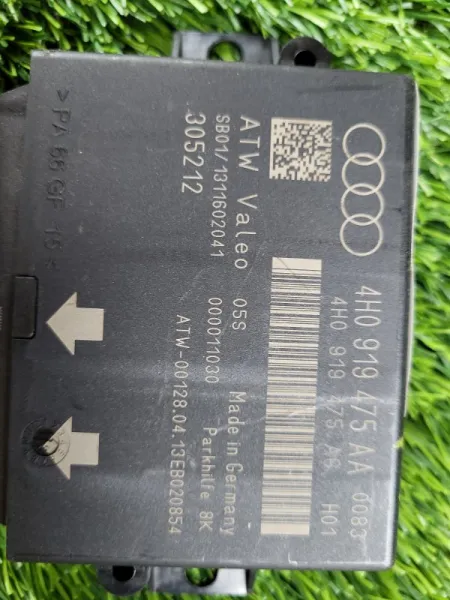 4H0 919 475 AA 0083
4H0 919 475 AG H01
ATW Valeo 05S Made in Germany
SB01/1311602041 000011030 Parkhilfe 8K
305212 ATW-00128.04.13EB020854
>PA 66 GF 15<